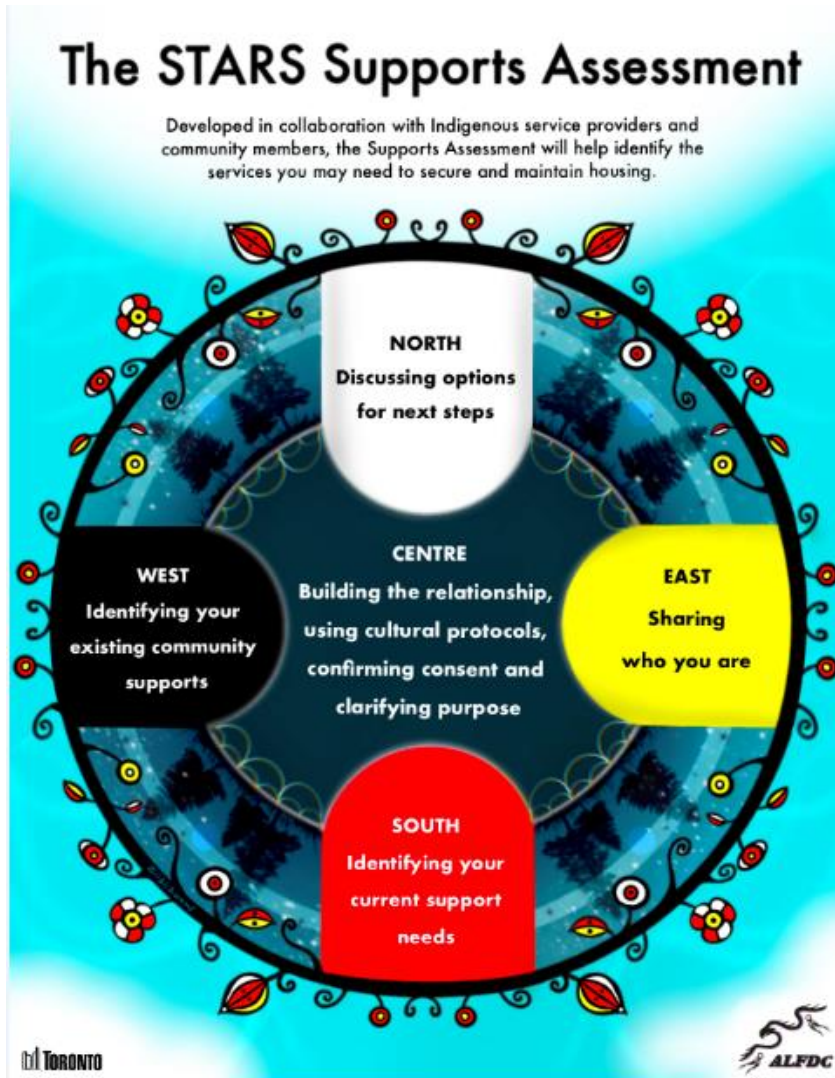 The STARS Supports Assessment
Developed in collaboration with Indigenous service providers and
community members, the Supports Assessment will help identify the
services you may need to secure and maintain housing.
NORTH
Discussing options
for next steps
WEST
Identifying your
existing community
supports
CENTRE
Building the relationship,
using cultural protocols,
confirming consent and
clarifying purpose
EAST
Sharing
who you are
SOUTH
Identifying your
current support
needs
TORONTO
ALFDC